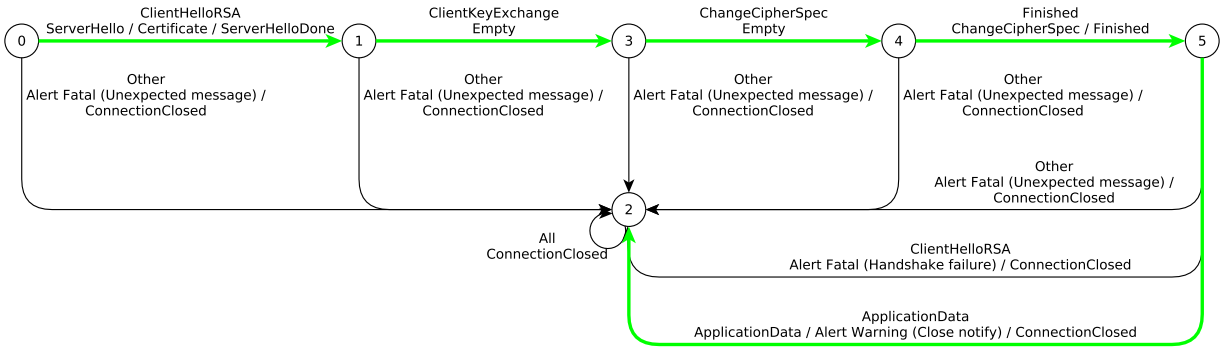 ClientHelloRSA
ServerHello / Certificate / ServerHelloDone
ClientKeyExchange
Empty
ChangeCipherSpec
Empty
Finished
ChangeCipherSpec / Finished
0
1
3
4
5
Other
Alert Fatal (Unexpected message) /
ConnectionClosed
Other
Alert Fatal (Unexpected message) /
ConnectionClosed
Other
Alert Fatal (Unexpected message) /
ConnectionClosed
Other
Alert Fatal (Unexpected message) /
ConnectionClosed
Other
Alert Fatal (Unexpected message) /
ConnectionClosed
2
All
ConnectionClosed
ClientHelloRSA
Alert Fatal (Handshake failure) / ConnectionClosed
ApplicationData
ApplicationData / Alert Warning (Close notify) / ConnectionClosed